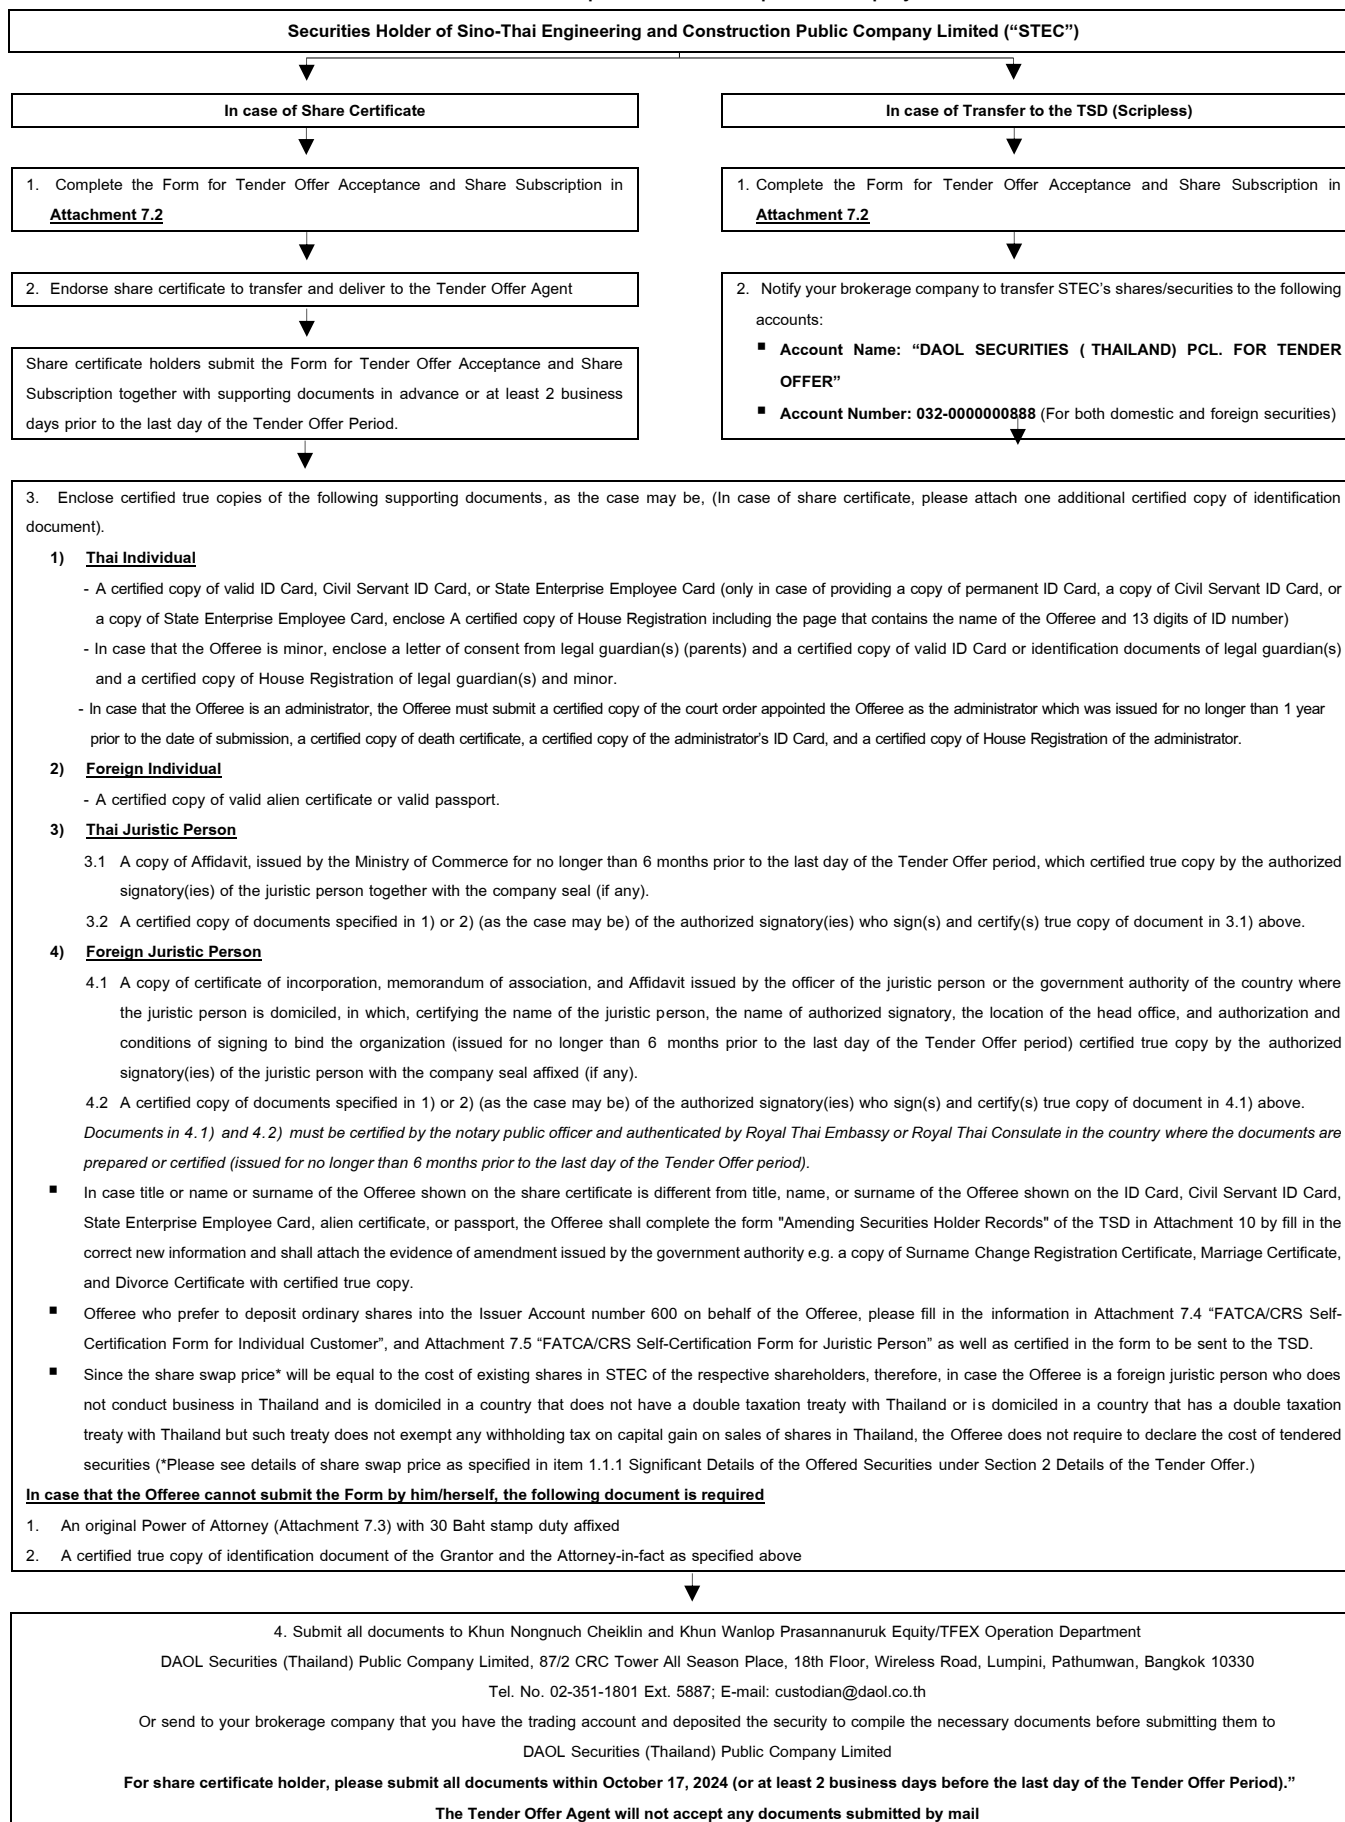 Securities Holder of Sino-Thai Engineering and Construction Public Company Limited (“STEC”)
In case of Share Certificate
1. Complete the Form for Tender Offer Acceptance and Share Subscription in
Attachment 7.2
2. Endorse share certificate to transfer and deliver to the Tender Offer Agent
Share certificate holders submit the Form for Tender Offer Acceptance and Share
Subscription together with supporting documents in advance or at least 2 business
days prior to the last day of the Tender Offer Period.
In case of Transfer to the TSD (Scripless)
1. Complete the Form for Tender Offer Acceptance and Share Subscription in
Attachment 7.2
2. Notify your brokerage company to transfer STEC’s shares/securities to the following
accounts:
▪ Account Name: “DAOL SECURITIES ( THAILAND) PCL. FOR TENDER
OFFER”
▪ Account Number: 032-0000000888 (For both domestic and foreign securities)
3. Enclose certified true copies of the following supporting documents, as the case may be, (In case of share certificate, please attach one additional certified copy of identification
document).
1) Thai Individual
- A certified copy of valid ID Card, Civil Servant ID Card, or State Enterprise Employee Card (only in case of providing a copy of permanent ID Card, a copy of Civil Servant ID Card, or
a copy of State Enterprise Employee Card, enclose A certified copy of House Registration including the page that contains the name of the Offeree and 13 digits of ID number)
- In case that the Offeree is minor, enclose a letter of consent from legal guardian(s) (parents) and a certified copy of valid ID Card or identification documents of legal guardian(s)
and a certified copy of House Registration of legal guardian(s) and minor.
- In case that the Offeree is an administrator, the Offeree must submit a certified copy of the court order appointed the Offeree as the administrator which was issued for no longer than 1 year
prior to the date of submission, a certified copy of death certificate, a certified copy of the administrator’s ID Card, and a certified copy of House Registration of the administrator.
2) Foreign Individual
- A certified copy of valid alien certificate or valid passport.
3) Thai Juristic Person
3.1 A copy of Affidavit, issued by the Ministry of Commerce for no longer than 6 months prior to the last day of the Tender Offer period, which certified true copy by the authorized
signatory(ies) of the juristic person together with the company seal (if any).
3.2 A certified copy of documents specified in 1) or 2) (as the case may be) of the authorized signatory(ies) who sign(s) and certify(s) true copy of document in 3.1) above.
4) Foreign Juristic Person
4.1 A copy of certificate of incorporation, memorandum of association, and Affidavit issued by the officer of the juristic person or the government authority of the country where
the juristic person is domiciled, in which, certifying the name of the juristic person, the name of authorized signatory, the location of the head office, and authorization and
conditions of signing to bind the organization (issued for no longer than 6 months prior to the last day of the Tender Offer period) certified true copy by the authorized
signatory(ies) of the juristic person with the company seal affixed (if any).
4.2 A certified copy of documents specified in 1) or 2) (as the case may be) of the authorized signatory(ies) who sign(s) and certify(s) true copy of document in 4.1) above.
Documents in 4.1) and 4.2) must be certified by the notary public officer and authenticated by Royal Thai Embassy or Royal Thai Consulate in the country where the documents are
prepared or certified (issued for no longer than 6 months prior to the last day of the Tender Offer period).
▪ In case title or name or surname of the Offeree shown on the share certificate is different from title, name, or surname of the Offeree shown on the ID Card, Civil Servant ID Card,
State Enterprise Employee Card, alien certificate, or passport, the Offeree shall complete the form "Amending Securities Holder Records" of the TSD in Attachment 10 by fill in the
correct new information and shall attach the evidence of amendment issued by the government authority e.g. a copy of Surname Change Registration Certificate, Marriage Certificate,
and Divorce Certificate with certified true copy.
▪ Offeree who prefer to deposit ordinary shares into the Issuer Account number 600 on behalf of the Offeree, please fill in the information in Attachment 7.4 “FATCA/CRS Self-
Certification Form for Individual Customer”, and Attachment 7.5 “FATCA/CRS Self-Certification Form for Juristic Person” as well as certified in the form to be sent to the TSD.
▪ Since the share swap price* will be equal to the cost of existing shares in STEC of the respective shareholders, therefore, in case the Offeree is a foreign juristic person who does
not conduct business in Thailand and is domiciled in a country that does not have a double taxation treaty with Thailand or is domiciled in a country that has a double taxation
treaty with Thailand but such treaty does not exempt any withholding tax on capital gain on sales of shares in Thailand, the Offeree does not require to declare the cost of tendered
securities (*Please see details of share swap price as specified in item 1.1.1 Significant Details of the Offered Securities under Section 2 Details of the Tender Offer.)
In case that the Offeree cannot submit the Form by him/herself, the following document is required
1. An original Power of Attorney (Attachment 7.3) with 30 Baht stamp duty affixed
2. A certified true copy of identification document of the Grantor and the Attorney-in-fact as specified above
4. Submit all documents to Khun Nongnuch Cheiklin and Khun Wanlop Prasannanuruk Equity/TFEX Operation Department
DAOL Securities (Thailand) Public Company Limited, 87/2 CRC Tower All Season Place, 18th Floor, Wireless Road, Lumpini, Pathumwan, Bangkok 10330
Tel. No. 02-351-1801 Ext. 5887; E-mail: custodian@daol.co.th
Or send to your brokerage company that you have the trading account and deposited the security to compile the necessary documents before submitting them to
DAOL Securities (Thailand) Public Company Limited
For share certificate holder, please submit all documents within October 17, 2024 (or at least 2 business days before the last day of the Tender Offer Period).”
The Tender Offer Agent will not accept any documents submitted by mail